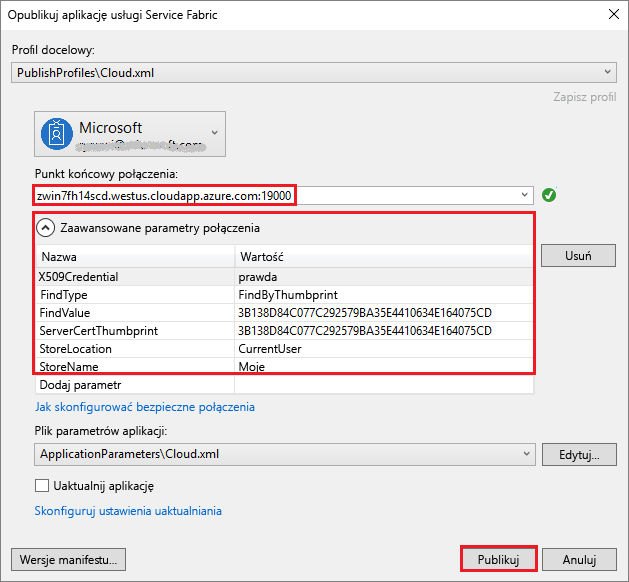 Opublikuj aplikację usługi Service Fabric
Profil docelowy:
PublishProfiles\Cloud.xml
Zapisz profil
Microsoft
Punkt końcowy połączenia:
zwin7fh14scd.westus.cloudapp.azure.com:19000
Zaawansowane parametry połączenia
Nazwa Wartość
X509Credential prawda
FindType FindByThumbprint
FindValue 3B138D84C077C292579BA35E4410634E164075CD
ServerCertThumbprint 3B138D84C077C292579BA35E4410634E164075CD
StoreLocation CurrentUser
StoreName Moje
Dodaj parametr
Usuń
Jak skonfigurować bezpieczne połączenia
Plik parametrów aplikacji:
ApplicationParameters\Cloud.xml
Edytuj...
Uaktualnij aplikację
Skonfiguruj ustawienia uaktualniania
Wersje manifestu...
Publikuj
Anuluj